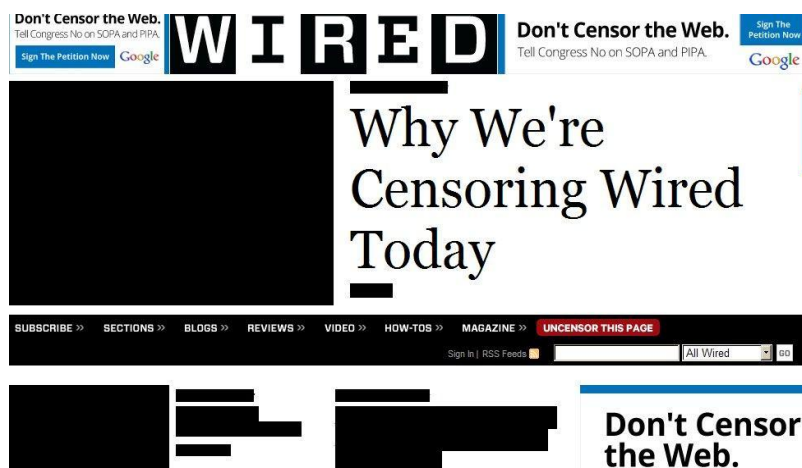 Don't Censor the Web.
Tell Congress No on SOPA and PIPA.
Sign The Petition Now Google
WIRED
Don't Censor the Web.
Tell Congress No on SOPA and PIPA.
Sign The
Petition Now
Google
Why We're
Censoring Wired
Today
SUBSCRIBE » SECTIONS » BLOGS » REVIEWS » VIDEO » HOW-TOS » MAGAZINE » UNCENSOR THIS PAGE
Sign In | RSS Feeds All Wired GO
Don't Censor
the Web.